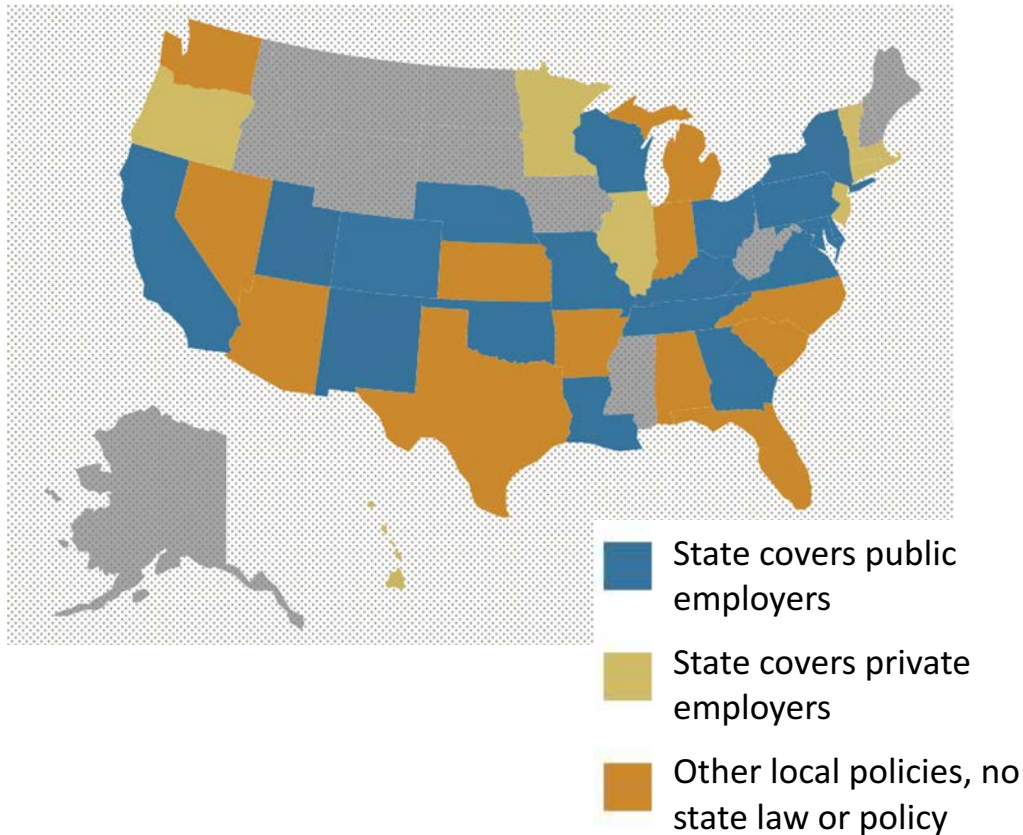 State covers public
employers
State covers private
employers
Other local policies, no
state law or policy